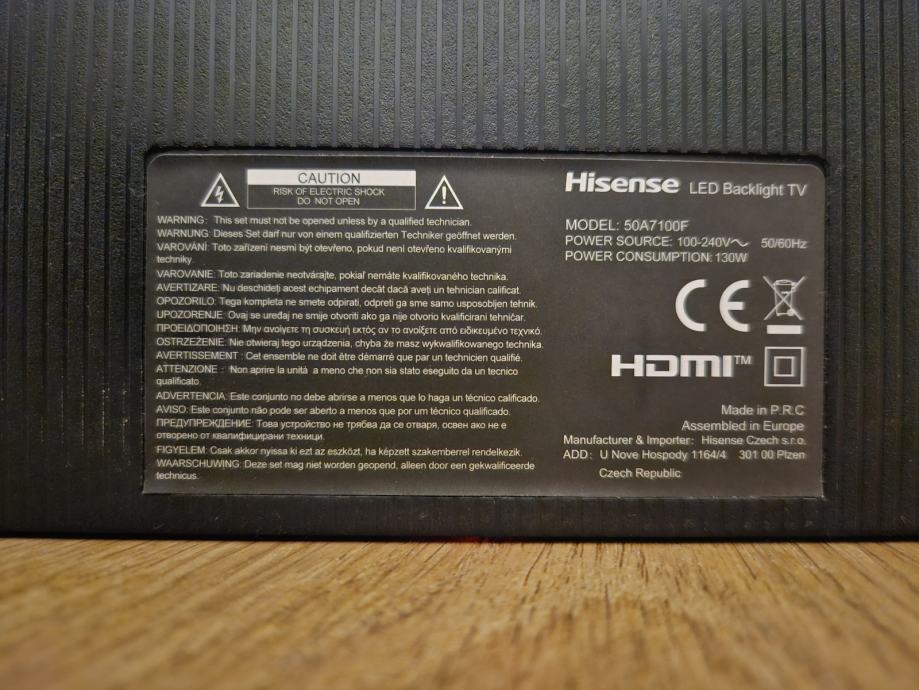 CAUTION
RISK OF ELECTRIC SHOCK
DO NOT OPEN
WARNING: This set must not be opened unless by a qualified technician.
WARNUNG: Dieses Set darf nur von einem qualifizierten Techniker geöffnet werden.
VAROVÁNÍ: Toto zařízení nesmí být otevřeno, pokud není otevřeno kvalifikovanými
techniky.
VAROVANIE: Toto zariadenie neotvárajte, pokiaľ nemáte kvalifikovaného technika.
AVERTIZARE: Nu deschideți acest echipament decât dacă aveți un tehnician calificat.
OPOZORILO: Tega kompleta ne smete odpirati, odpreti ga sme samo usposobljen tehnik.
UPOZORENJE: Ovaj se uređaj ne smije otvoriti ako ga nije otvorio kvalificirani tehničar.
ΠΡΟΕΙΔΟΠΟΙΗΣΗ: Μην ανοίγετε τη συσκευή εκτός αν το ανοίξετε από ειδικευμένο τεχνικό.
OSTRZEŻENIE: Nie otwieraj tego urządzenia, chyba że masz wykwalifikowanego technika.
AVERTISSEMENT : Cet ensemble ne doit être démarré que par un technicien qualifié.
ATTENZIONE : Non aprire la unità a meno che non sia stato eseguito da un tecnico
qualificato.
ADVERTENCIA: Este conjunto no debe abrirse a menos que lo haga un técnico calificado.
AVISO: Este conjunto não pode ser aberto a menos que por um técnico qualificado.
ПРЕДУПРЕЖДЕНИЕ: Това устройство не трябва да се отваря, освен ако не е
отворено от квалифицирани техници.
FIGYELEM: Csak akkor nyissa ki ezt az eszközt, ha képzett szakemberrel rendelkezik.
WAARSCHUWING: Deze set mag niet worden geopend, alleen door een gekwalificeerde
technicus.
Hisense LED Backlight TV
MODEL: 50A7100F
POWER SOURCE: 100-240V～ 50/60Hz
POWER CONSUMPTION: 130W
CE
HDMI™
Made in P.R.C
Assembled in Europe
Manufacturer & Importer: Hisense Czech s.r.o.
ADD: U Nove Hospody 1164/4 301 00 Plzen
Czech Republic